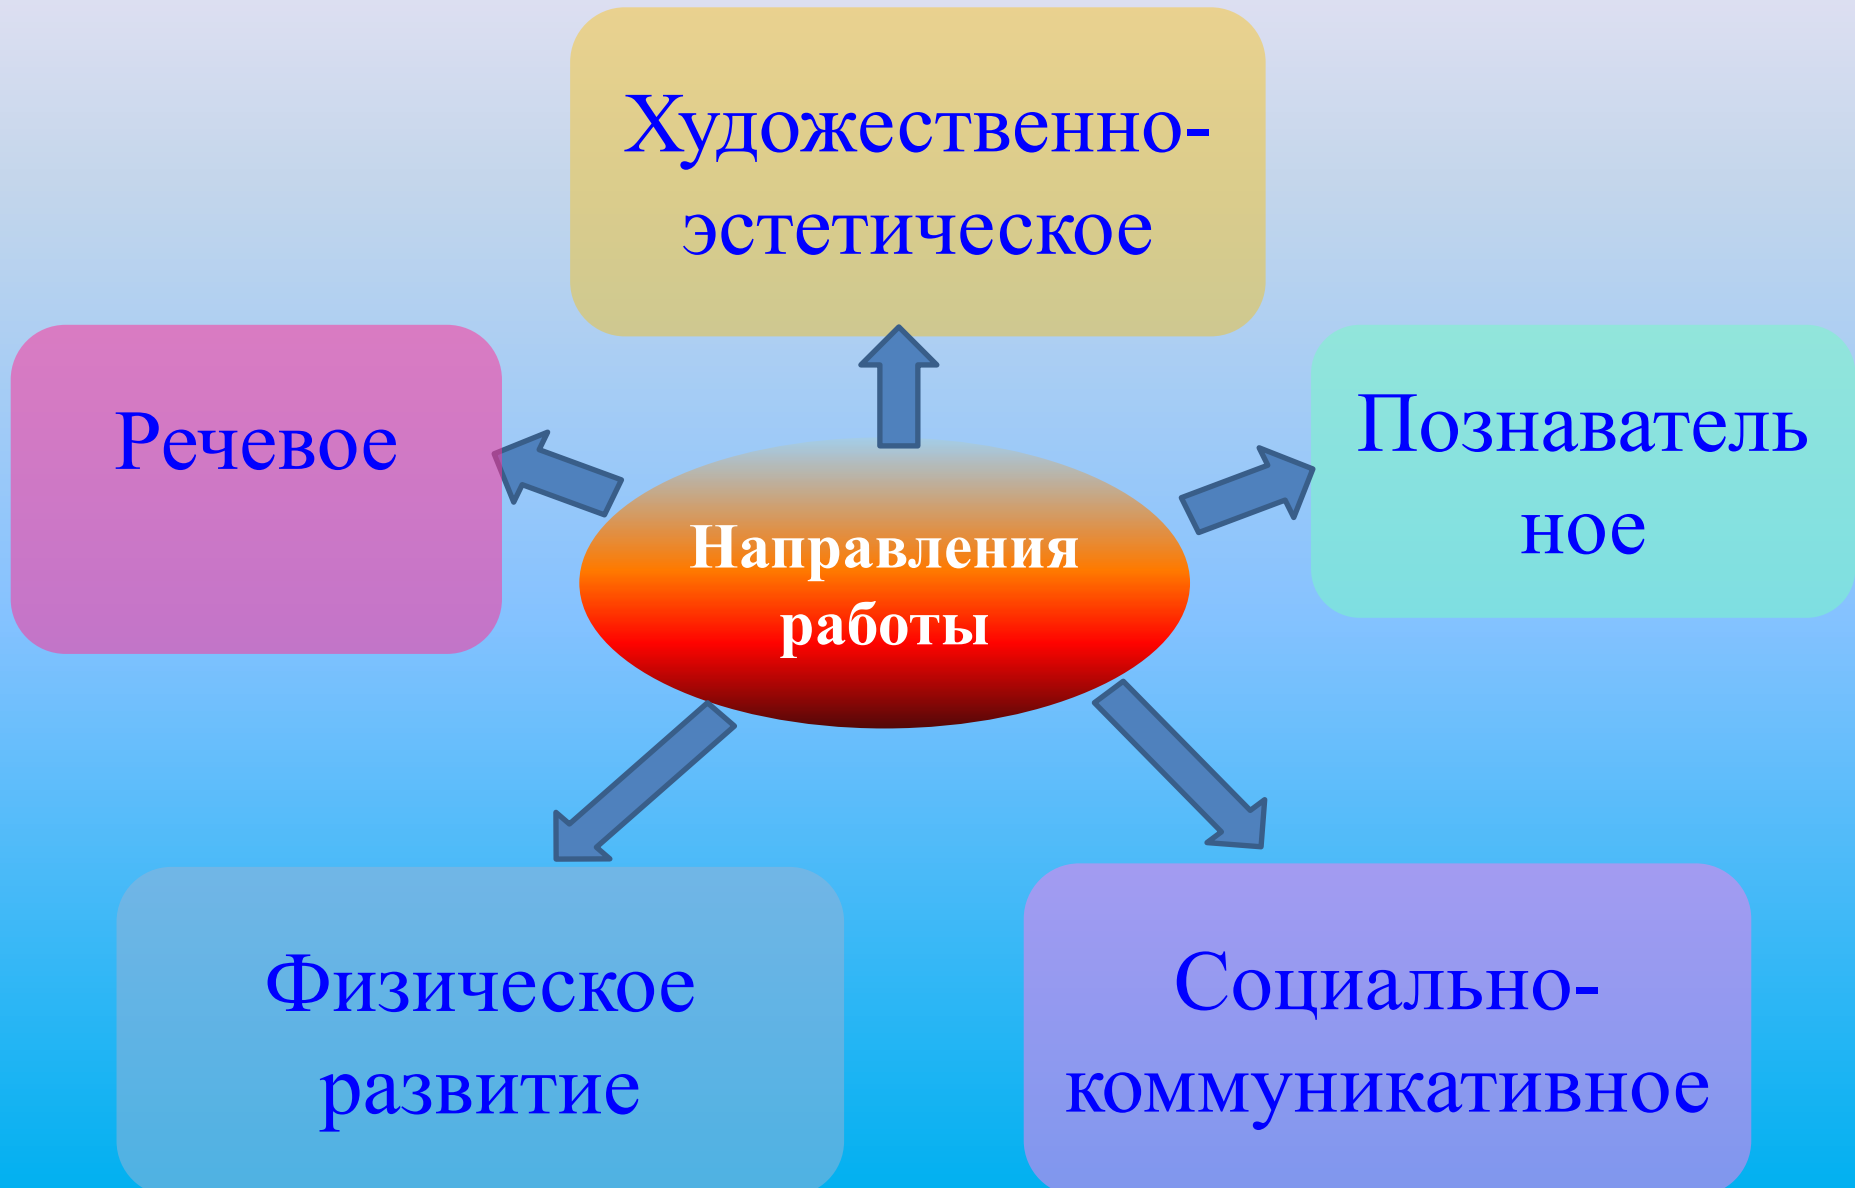 Художественно-
эстетическое
Речевое
Познаватель
ное
Направления
работы
Физическое
развитие
Социально-
коммуникативное